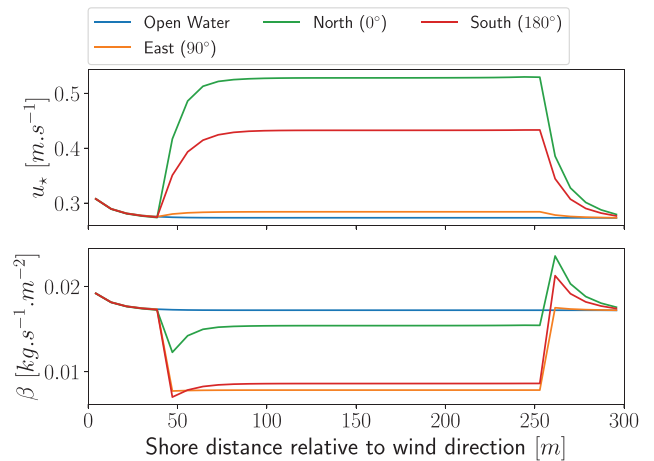 Open Water North (0°) South (180°)
East (90°)
0.5
0.4
0.3
u⋆ [m.s⁻¹]
0.02
0.01
β [kg.s⁻¹.m⁻²]
0 50 100 150 200 250 300
Shore distance relative to wind direction [m]